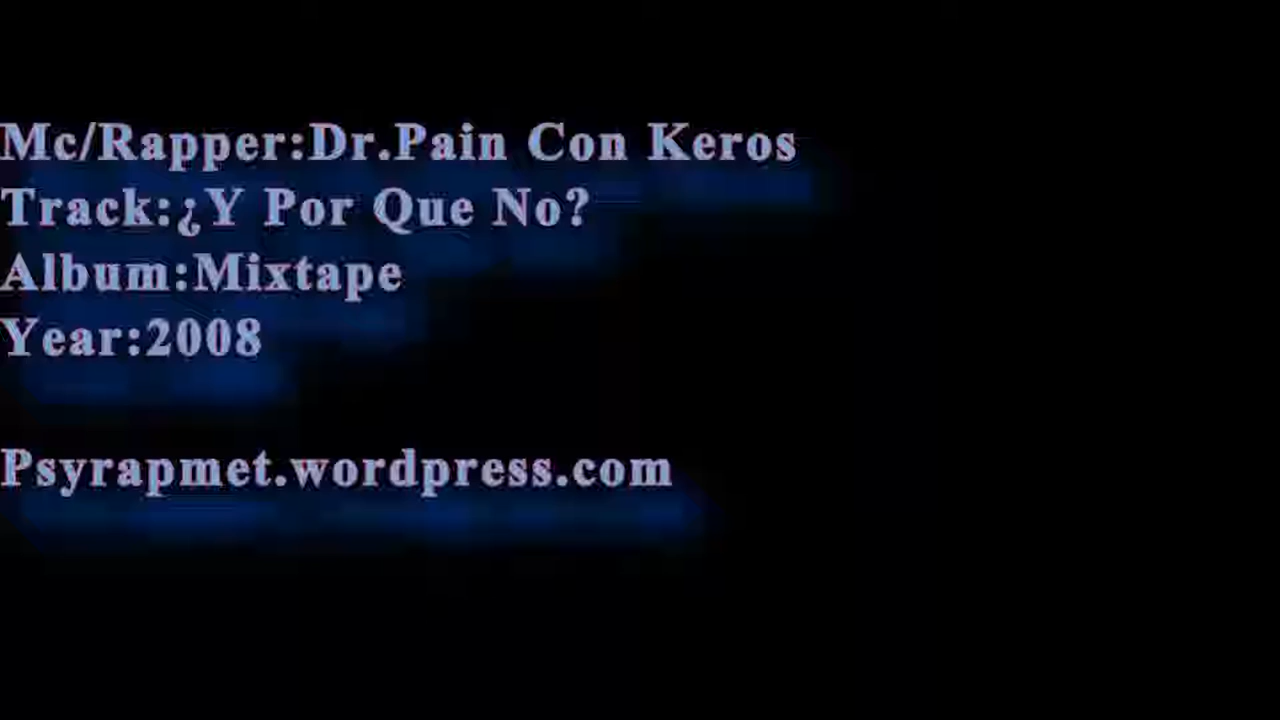 Mc/Rapper:Dr.Pain Con Keros
Track:¿Y Por Que No?
Album:Mixtape
Year:2008
Psyrapmet.wordpress.com